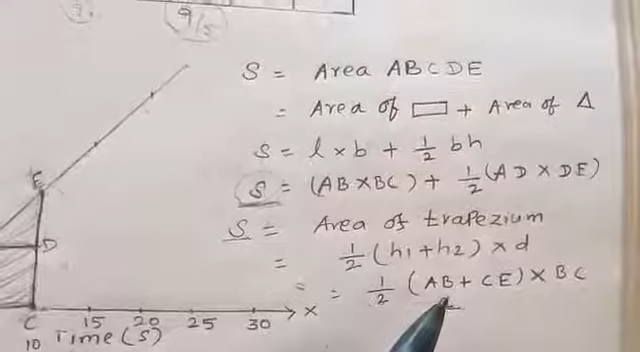 9/5
S = Area ABCDE
= Area of ▭ + Area of Δ
S = l × b + 1/2 bh
S = (AB × BC) + 1/2 (AD × DE)
S = Area of trapezium
= 1/2 (h1 + h2) × d
= = 1/2 (AB + CE) × BC
E
D
C 15 20 25 30 X
10 Time (S)